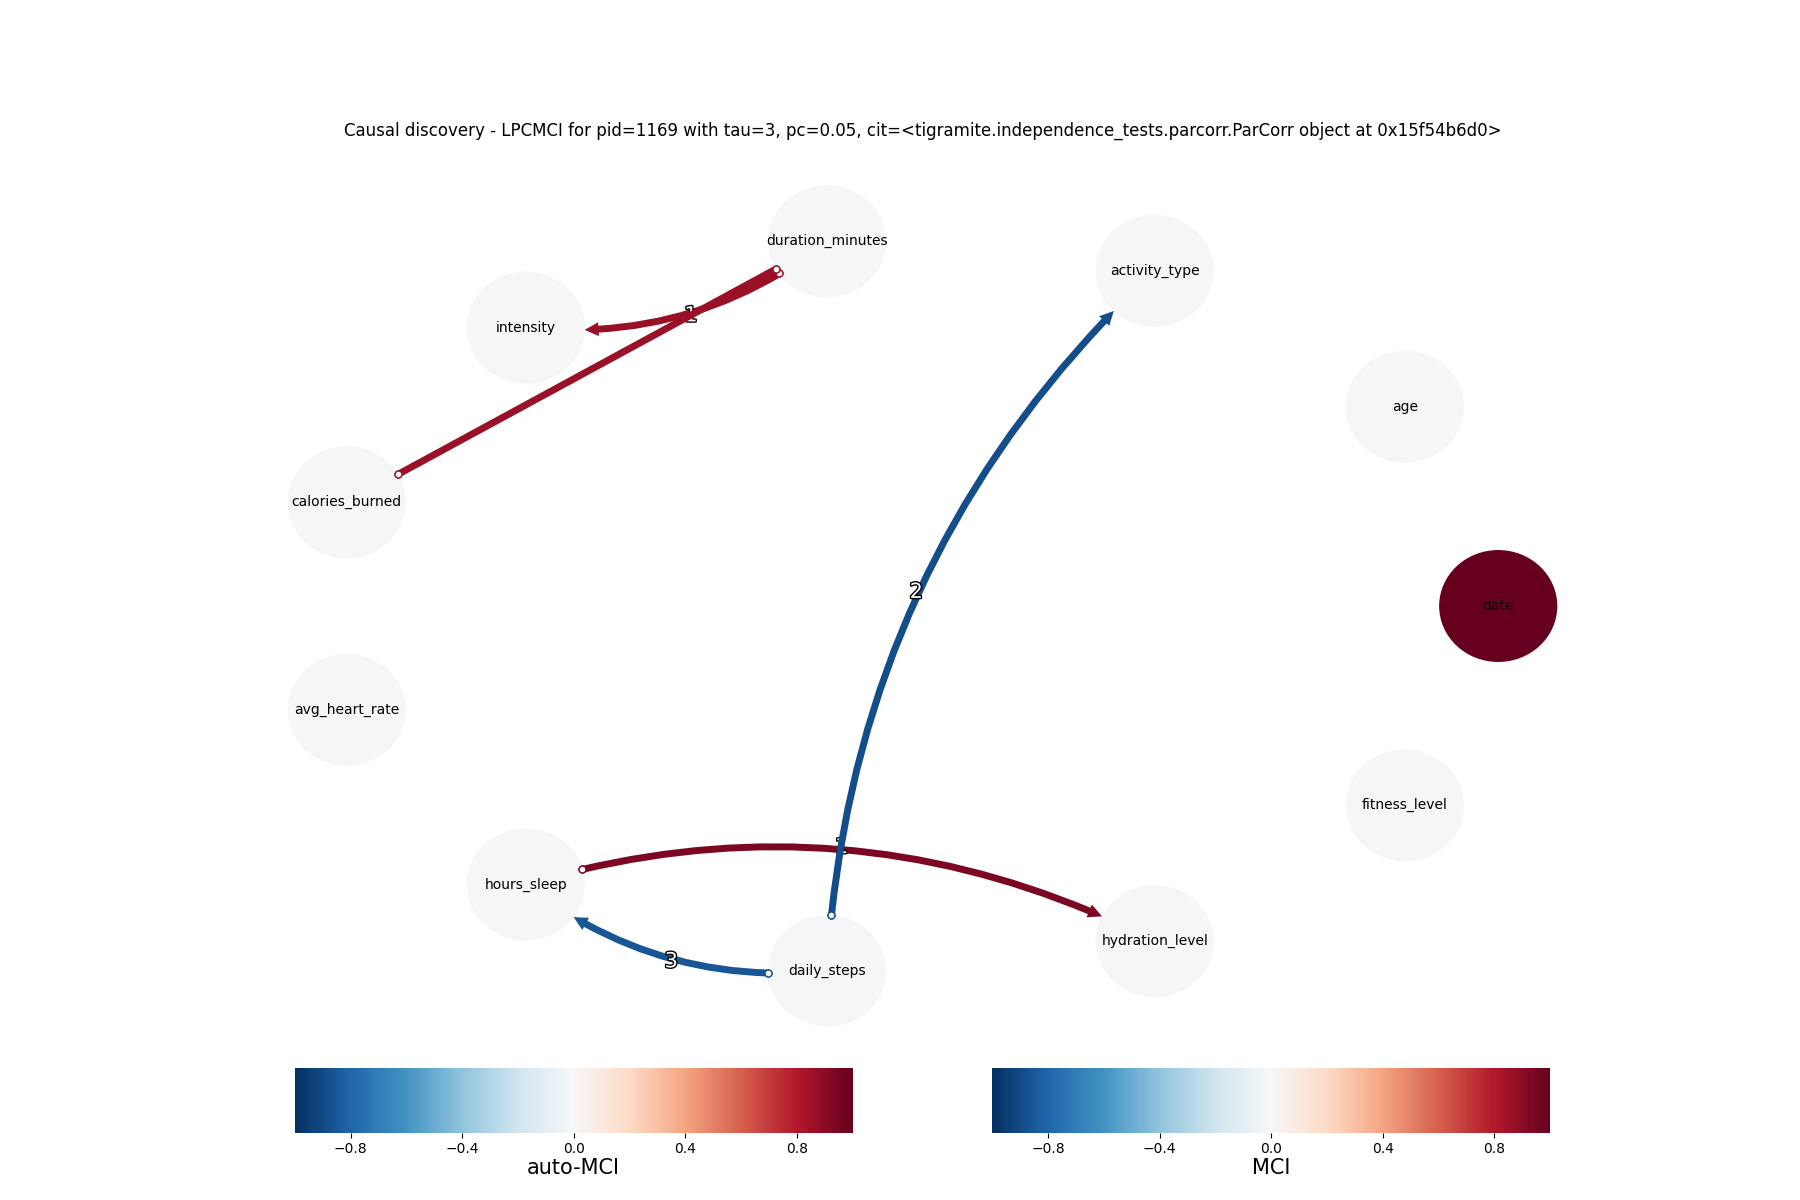 Causal discovery - LPCMCI for pid=1169 with tau=3, pc=0.05, cit=<tigramite.independence_tests.parcorr.ParCorr object at 0x15f54b6d0>
duration_minutes
activity_type
intensity
1
age
calories_burned
2
date
avg_heart_rate
fitness_level
hours_sleep
hydration_level
3
daily_steps
−0.8 −0.4 0.0 0.4 0.8
auto-MCI
−0.8 −0.4 0.0 0.4 0.8
MCI